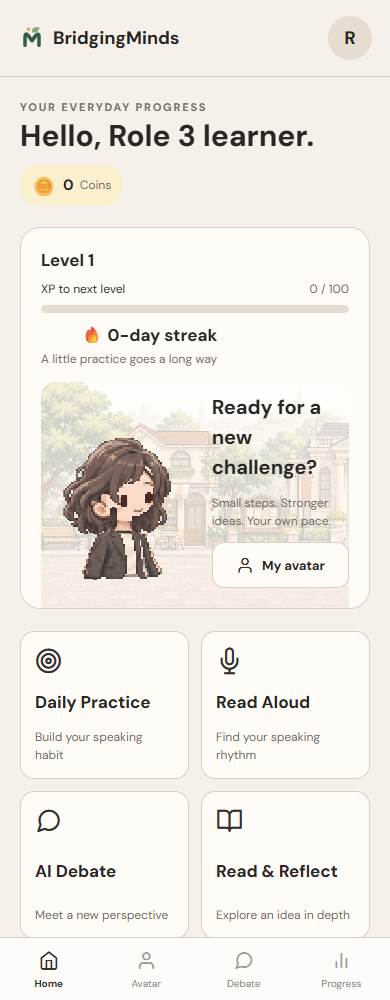 BridgingMinds
R
YOUR EVERYDAY PROGRESS
Hello, Role 3 learner.
0 Coins
Level 1
XP to next level
0 / 100
0-day streak
A little practice goes a long way
Ready for a
new
challenge?
Small steps. Stronger
ideas. Your own pace.
My avatar
Daily Practice
Build your speaking
habit
Read Aloud
Find your speaking
rhythm
AI Debate
Meet a new perspective
Read & Reflect
Explore an idea in depth
Home
Avatar
Debate
Progress